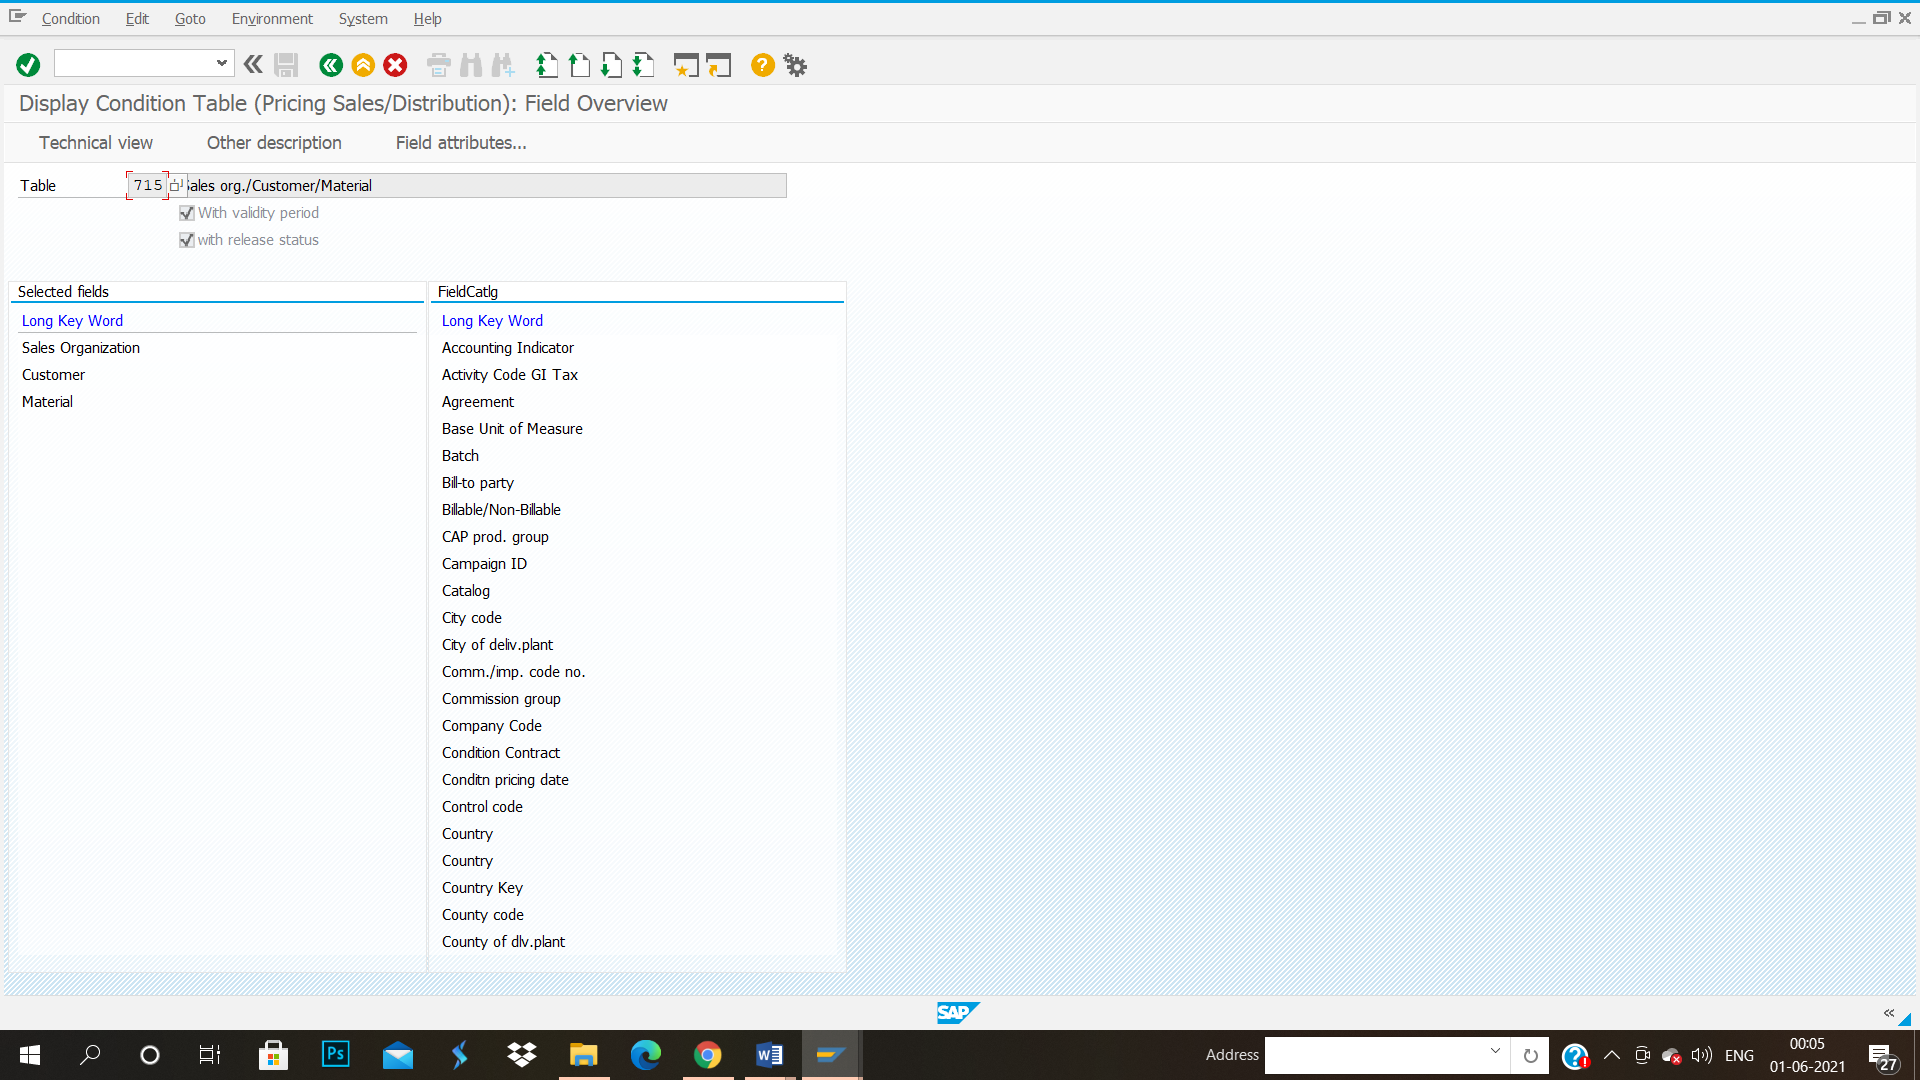 Condition Edit Goto Environment System Help
Display Condition Table (Pricing Sales/Distribution): Field Overview
Technical view Other description Field attributes...
Table 715 Sales org./Customer/Material
With validity period
with release status
Selected fields FieldCatlg
Long Key Word Long Key Word
Sales Organization Accounting Indicator
Customer Activity Code GI Tax
Material Agreement
Base Unit of Measure
Batch
Bill-to party
Billable/Non-Billable
CAP prod. group
Campaign ID
Catalog
City code
City of deliv.plant
Comm./imp. code no.
Commission group
Company Code
Condition Contract
Conditn pricing date
Control code
Country
Country
Country Key
County code
County of dlv.plant
SAP
Ps Address ENG 00:05
01-06-2021 27